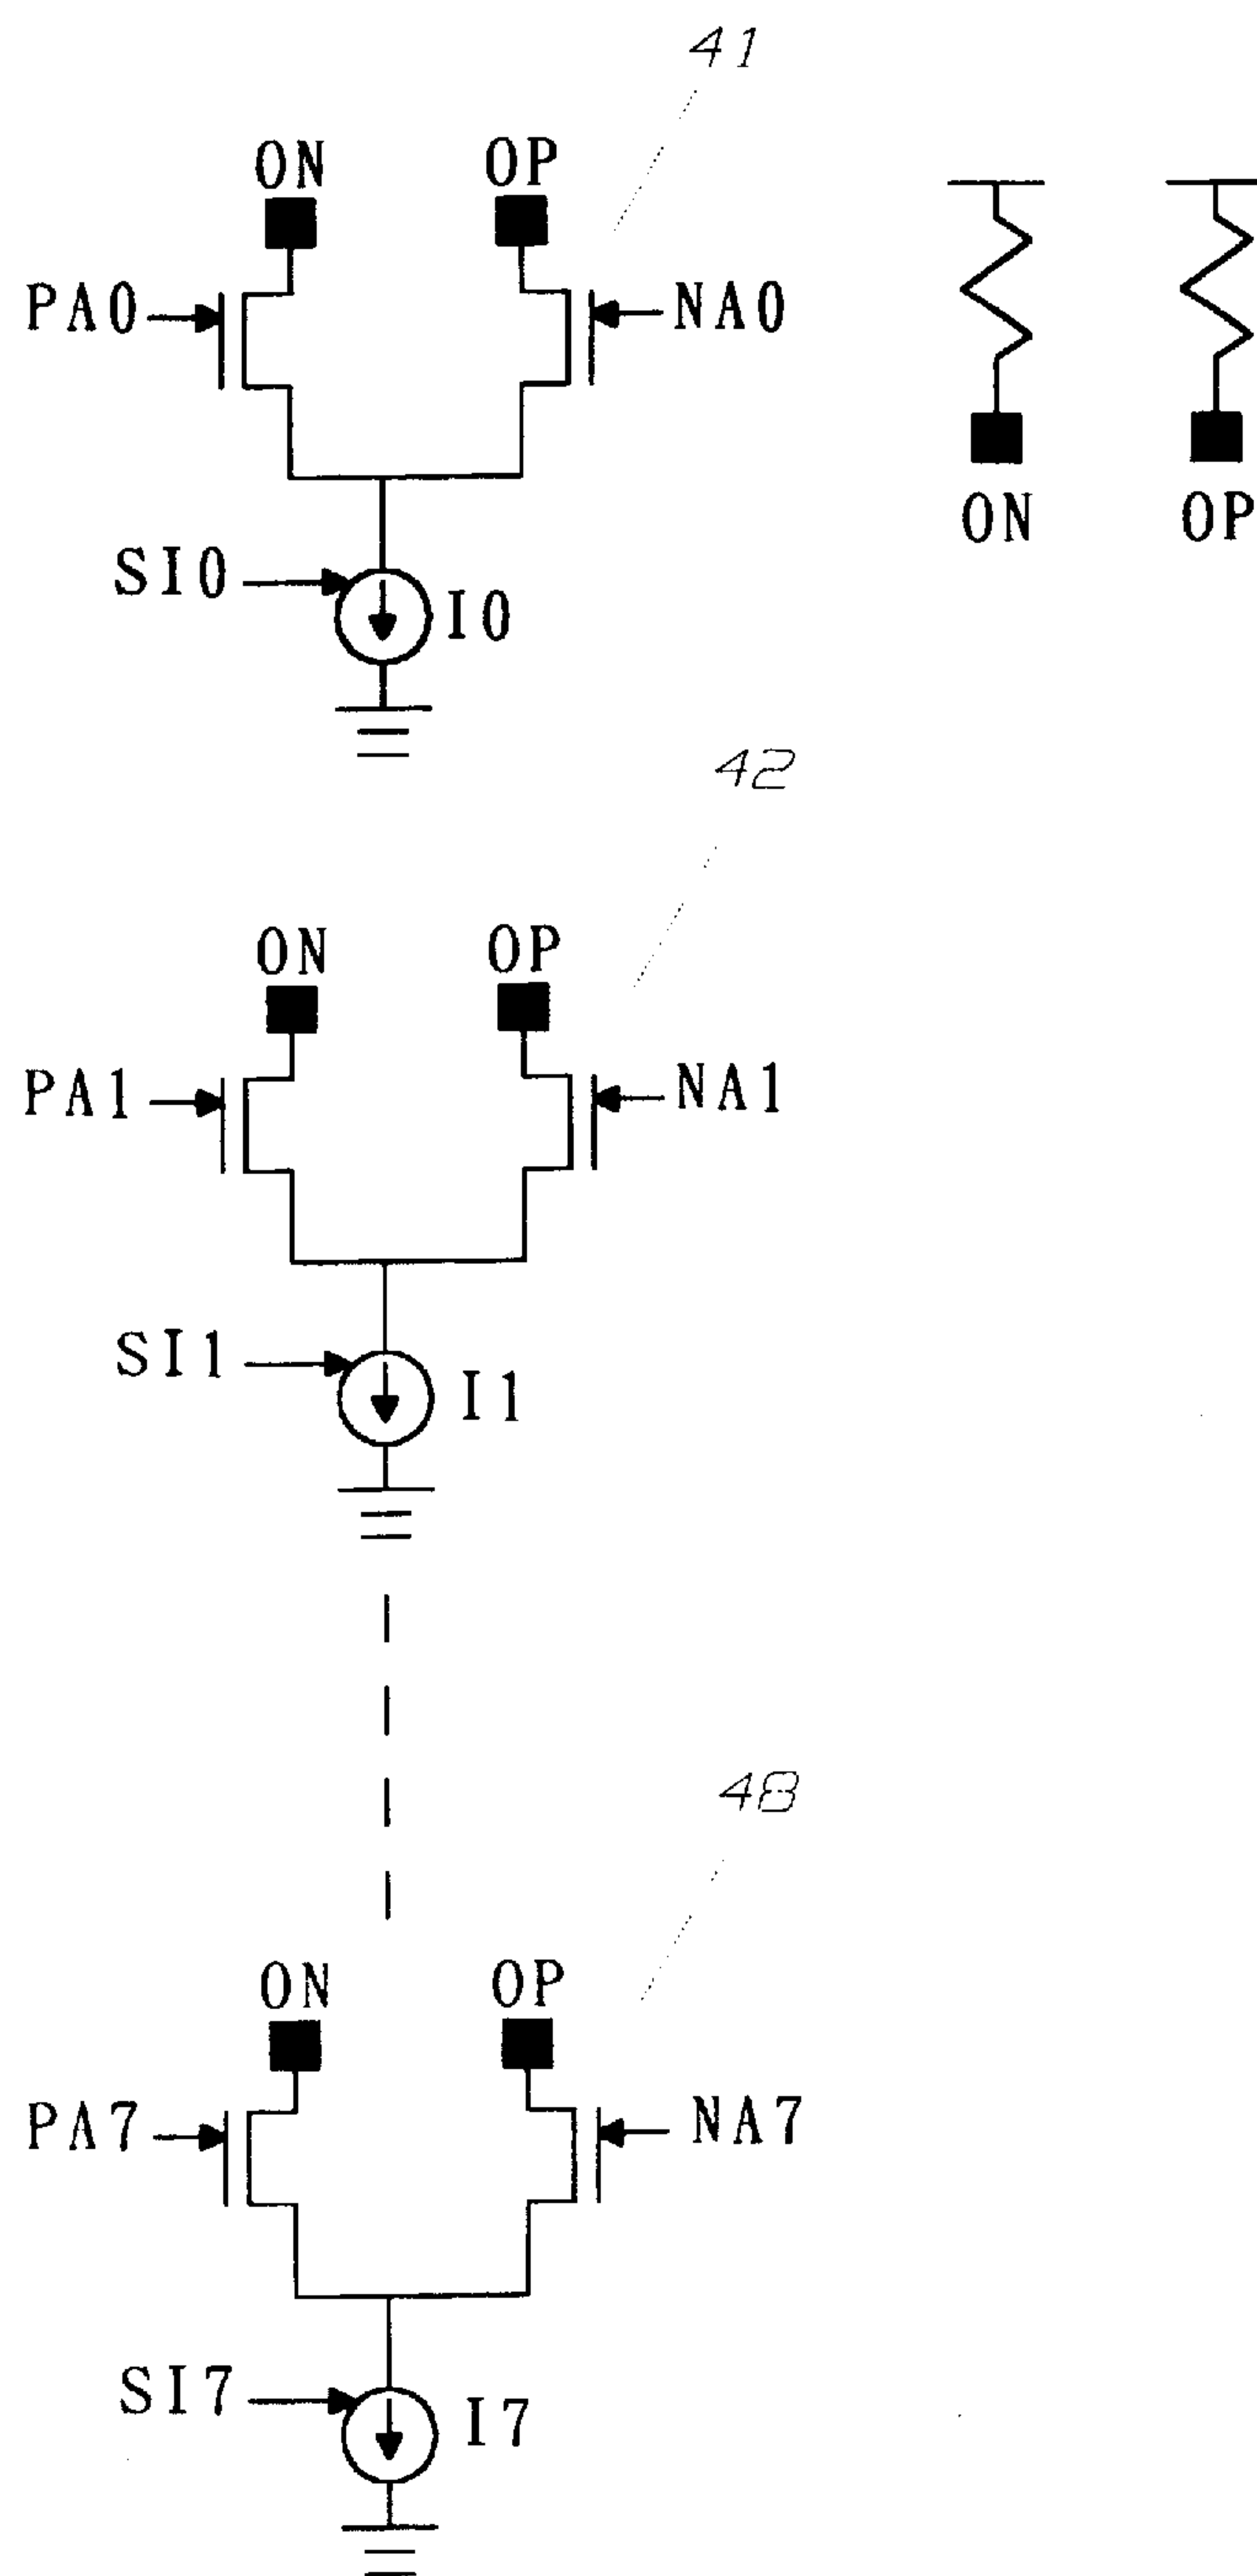 41
ON OP
PA0 NA0
ON OP
SI0 I0
42
ON OP
PA1 NA1
SI1 I1
48
ON OP
PA7 NA7
SI7 I7